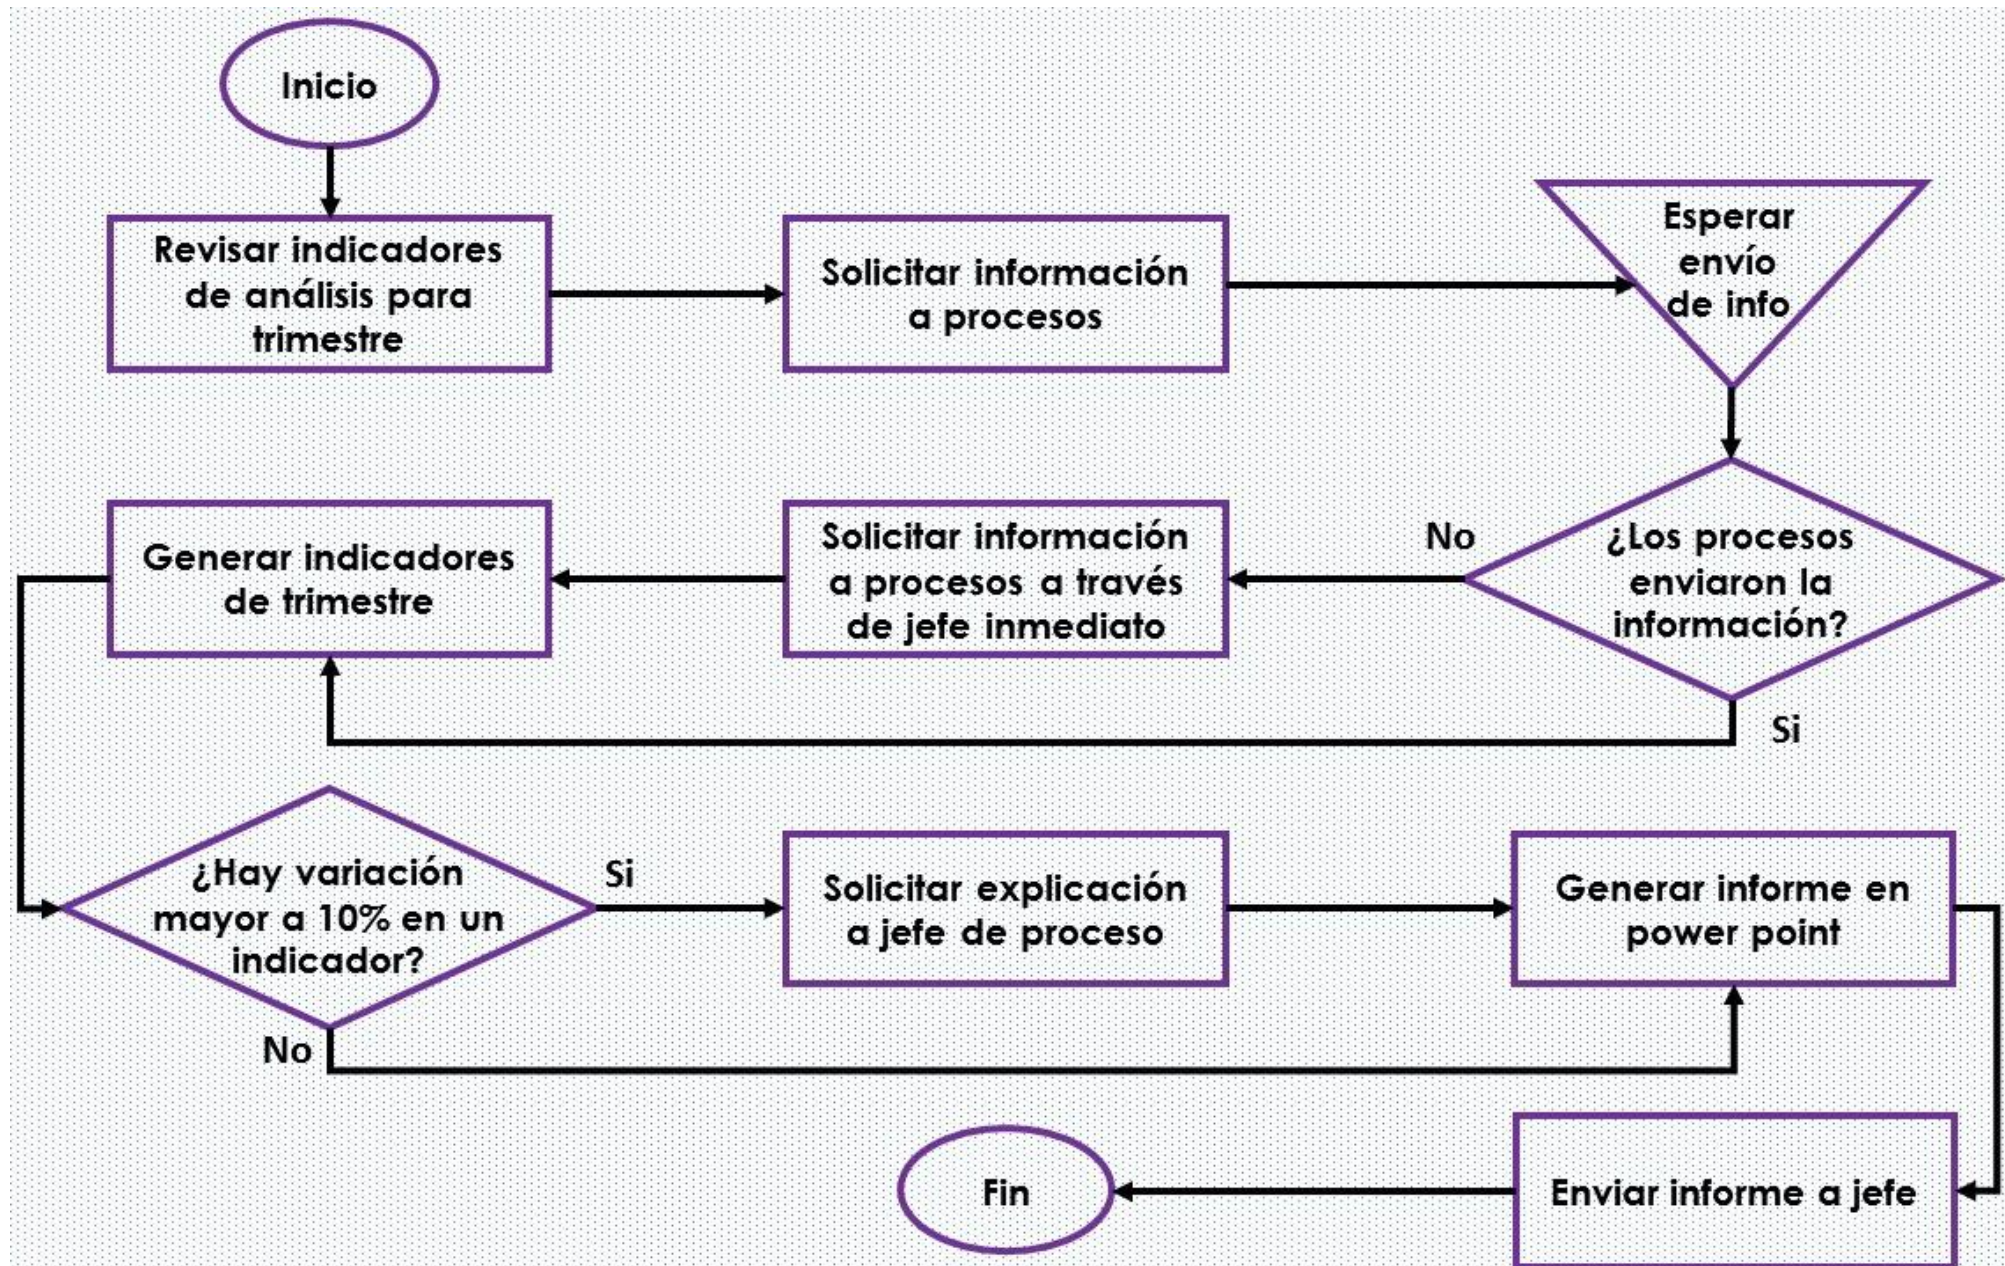 Inicio
Revisar indicadores
de análisis para
trimestre
Solicitar información
a procesos
Esperar
envío
de info
¿Los procesos
enviaron la
información?
No
Si
Solicitar información
a procesos a través
de jefe inmediato
Generar indicadores
de trimestre
¿Hay variación
mayor a 10% en un
indicador?
Si
No
Solicitar explicación
a jefe de proceso
Generar informe en
power point
Enviar informe a jefe
Fin